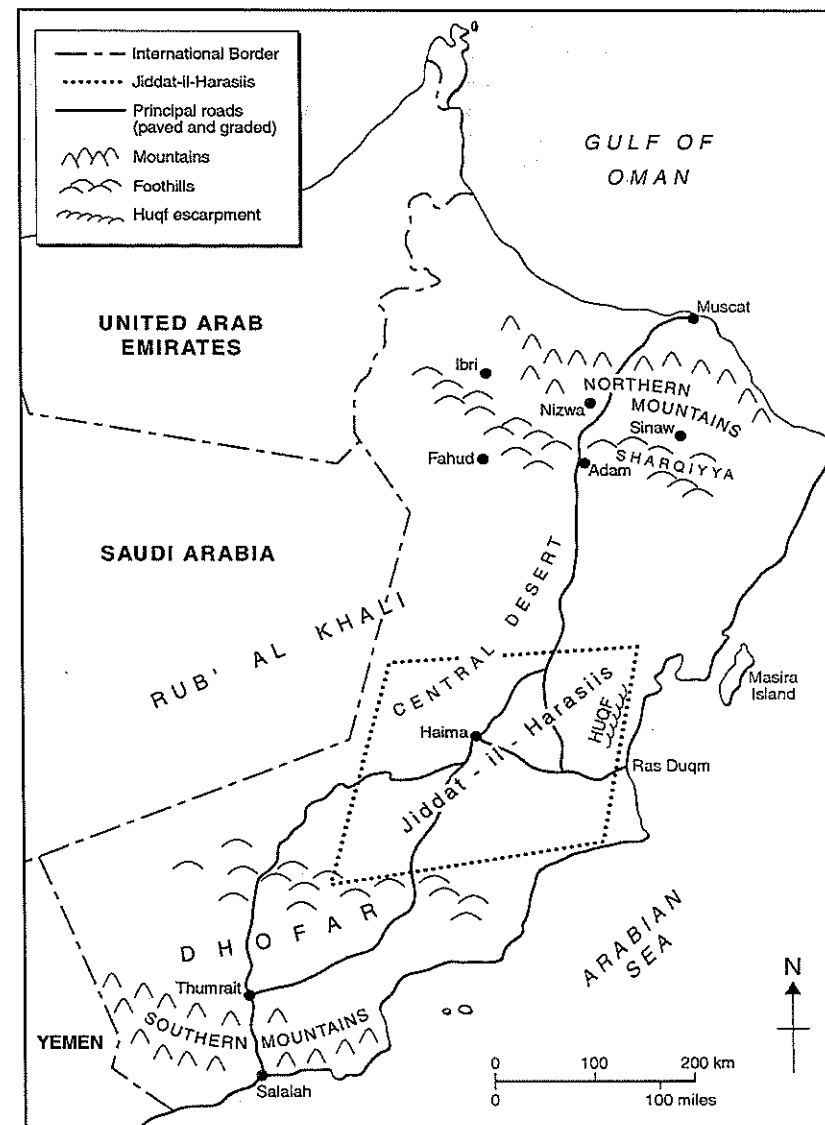 International Border
Jiddat-il-Harasiis
Principal roads
(paved and graded)
Mountains
Foothills
Huqf escarpment
GULF OF
OMAN
UNITED ARAB
EMIRATES
Muscat
Ibri
NORTHERN
MOUNTAINS
Nizwa
Sinaw
Fahud
Adam
SHARQIYYA
SAUDI ARABIA
RUB' AL KHALI
CENTRAL DESERT
Masira
Island
HUQF
Haima
Jiddat - il - Harasiis
Ras Duqm
DHOFAR
ARABIAN
SEA
Thumrait
N
YEMEN
SOUTHERN MOUNTAINS
Salalah
0 100 200 km
0 100 miles